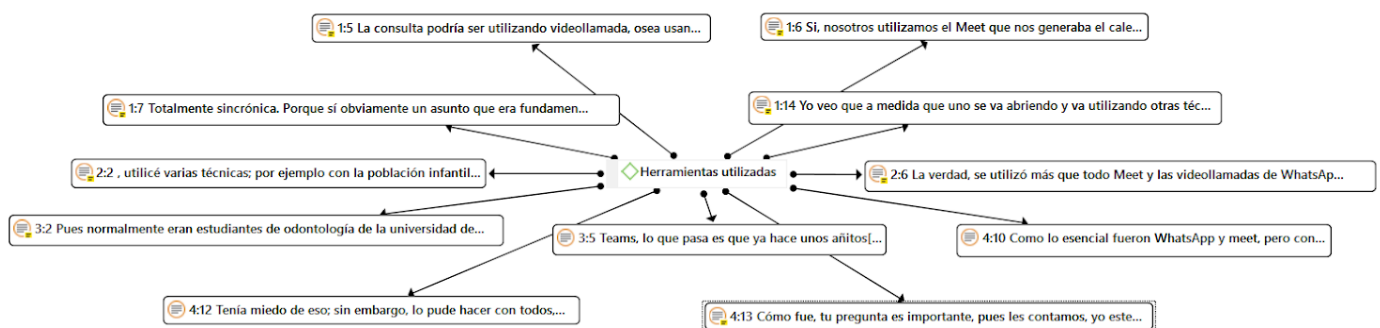 1:5 La consulta podría ser utilizando videollamada, osea usan...
1:6 Si, nosotros utilizamos el Meet que nos generaba el cale...
1:7 Totalmente sincrónica. Porque sí obviamente un asunto que era fundamen...
1:14 Yo veo que a medida que uno se va abriendo y va utilizando otras téc...
2:2 , utilicé varias técnicas; por ejemplo con la población infantil...
Herramientas utilizadas
2:6 La verdad, se utilizó más que todo Meet y las videollamadas de WhatsAp...
3:2 Pues normalmente eran estudiantes de odontología de la universidad de...
3:5 Teams, lo que pasa es que ya hace unos añitos[...
4:10 Como lo esencial fueron WhatsApp y meet, pero con...
4:12 Tenía miedo de eso; sin embargo, lo pude hacer con todos,...
4:13 Cómo fue, tu pregunta es importante, pues les contamos, yo este...